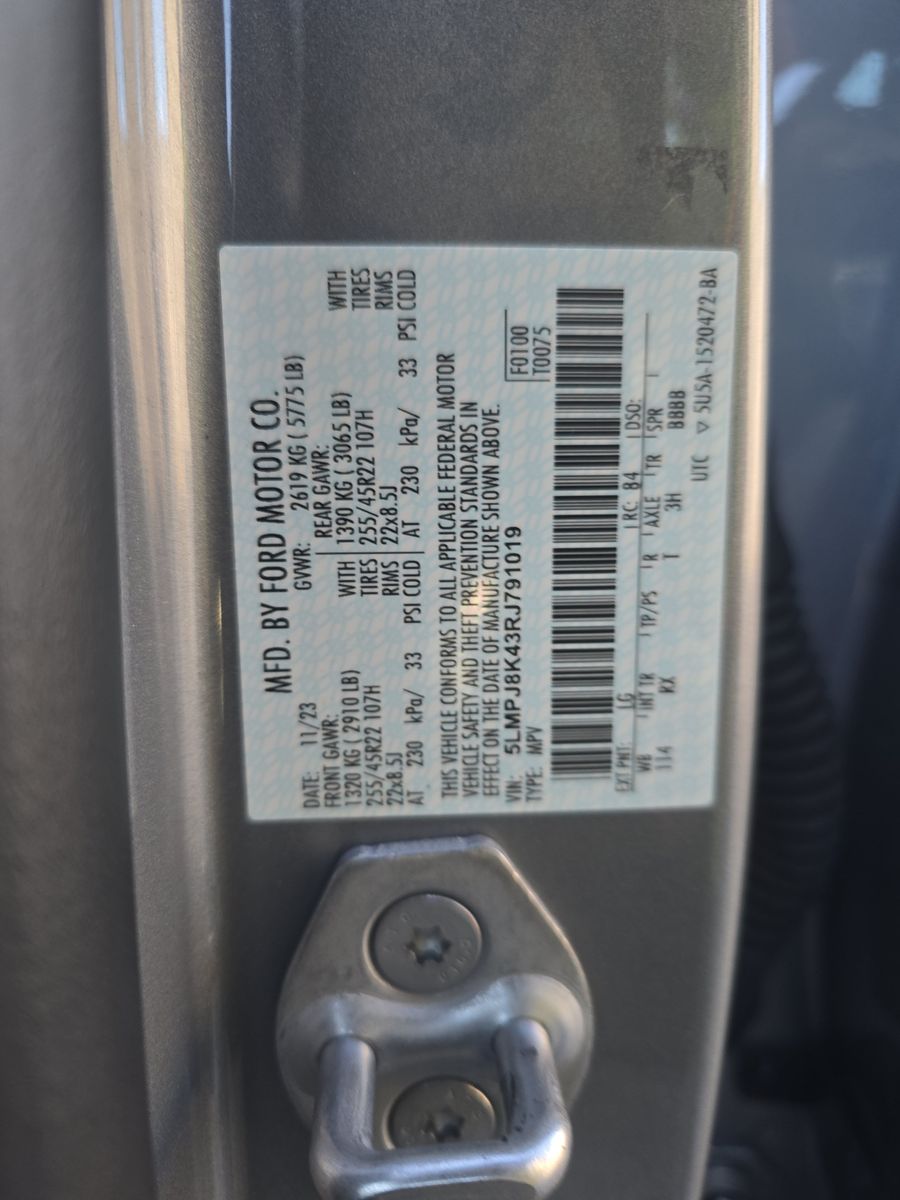 MFD. BY FORD MOTOR CO.
DATE: 11/23 GVWR: 2619 KG ( 5775 LB)
FRONT GAWR: REAR GAWR:
1320 KG ( 2910 LB) WITH 1390 KG ( 3065 LB) WITH
255/45R22 107H TIRES 255/45R22 107H TIRES
22x8.5J RIMS 22x8.5J RIMS
AT 230 kPa/ 33 PSI COLD AT 230 kPa/ 33 PSI COLD
THIS VEHICLE CONFORMS TO ALL APPLICABLE FEDERAL MOTOR
VEHICLE SAFETY AND THEFT PREVENTION STANDARDS IN
EFFECT ON THE DATE OF MANUFACTURE SHOWN ABOVE.
VIN: 5LMPJ8K43RJ791019 F0100
TYPE: MPV T0075
EXT PNT: LG RC: 84 DSO:
WB INT TR TP/PS R AXLE TR SPR
114 KX T 3H BBBB
UTC ▽ 5U5A-1520472-BA